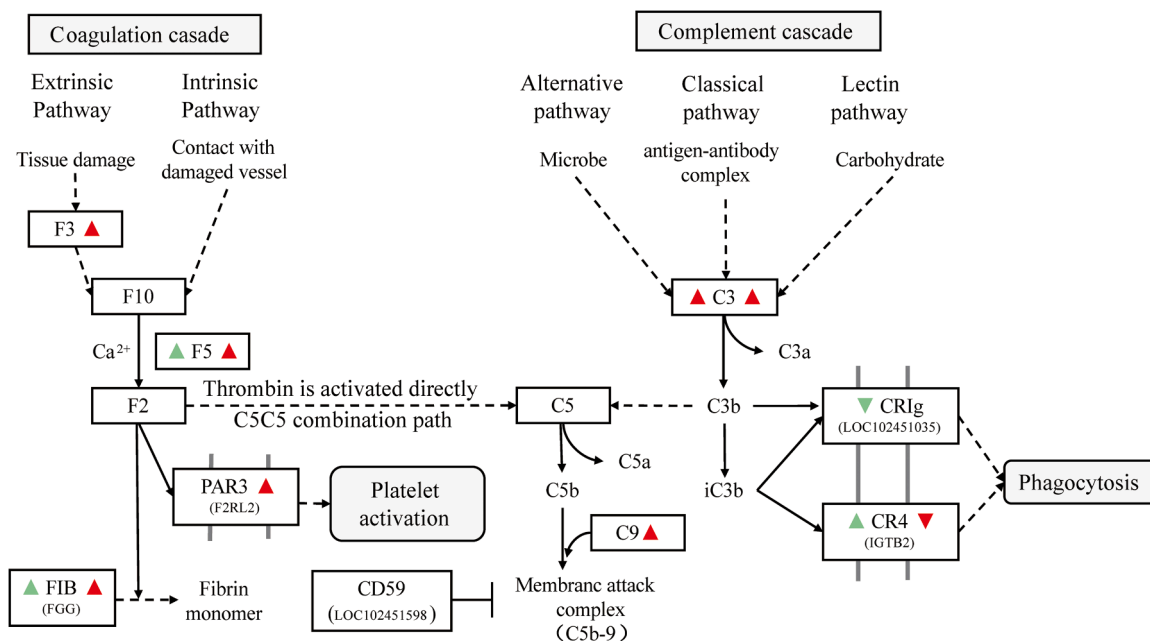 Coagulation casade
Extrinsic
Pathway
Intrinsic
Pathway
Tissue damage
Contact with
damaged vessel
F3
F10
Ca²⁺
F5
F2
Thrombin is activated directly
C5C5 combination path
PAR3
(F2RL2)
Platelet
activation
FIB
(FGG)
Fibrin
monomer
Complement cascade
Alternative
pathway
Classical
pathway
Lectin
pathway
Microbe
antigen-antibody
complex
Carbohydrate
C3
C3a
C5
C3b
CRIg
(LOC102451035)
C5a
C5b
iC3b
Phagocytosis
C9
CR4
(IGTB2)
CD59
(LOC102451598)
Membranc attack
complex
(C5b-9)